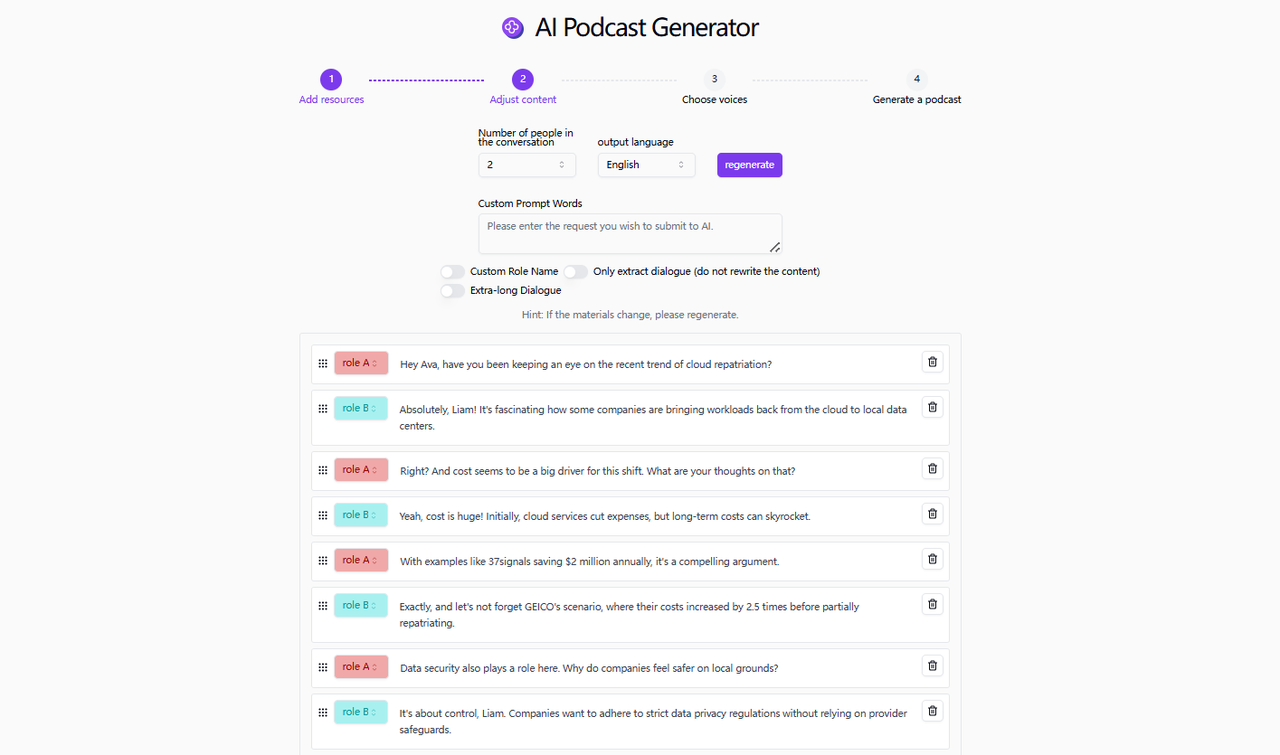 AI Podcast Generator
1
2
3
4
Add resources
Adjust content
Choose voices
Generate a podcast
Number of people in
the conversation
output language
2
English
regenerate
Custom Prompt Words
Please enter the request you wish to submit to AI.
Custom Role Name
Only extract dialogue (do not rewrite the content)
Extra-long Dialogue
Hint: If the materials change, please regenerate.
role A
Hey Ava, have you been keeping an eye on the recent trend of cloud repatriation?
role B
Absolutely, Liam! It's fascinating how some companies are bringing workloads back from the cloud to local data
centers.
role A
Right? And cost seems to be a big driver for this shift. What are your thoughts on that?
role B
Yeah, cost is huge! Initially, cloud services cut expenses, but long-term costs can skyrocket.
role A
With examples like 37signals saving $2 million annually, it's a compelling argument.
role B
Exactly, and let's not forget GEICO's scenario, where their costs increased by 2.5 times before partially
repatriating.
role A
Data security also plays a role here. Why do companies feel safer on local grounds?
role B
It's about control, Liam. Companies want to adhere to strict data privacy regulations without relying on provider
safeguards.